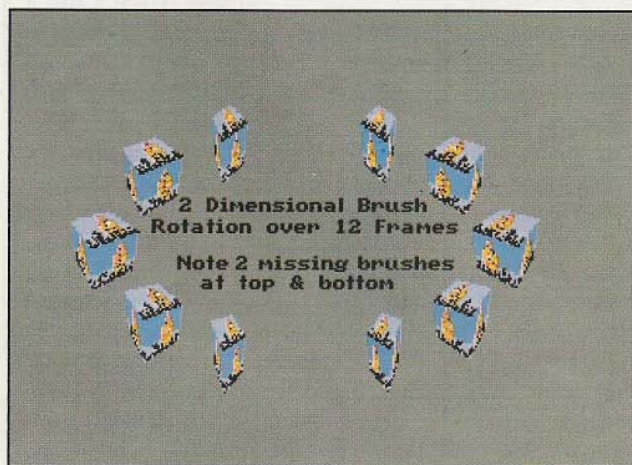 2 Dimensional Brush
Rotation over 12 Frames
Note 2 missing brushes
at top & bottom